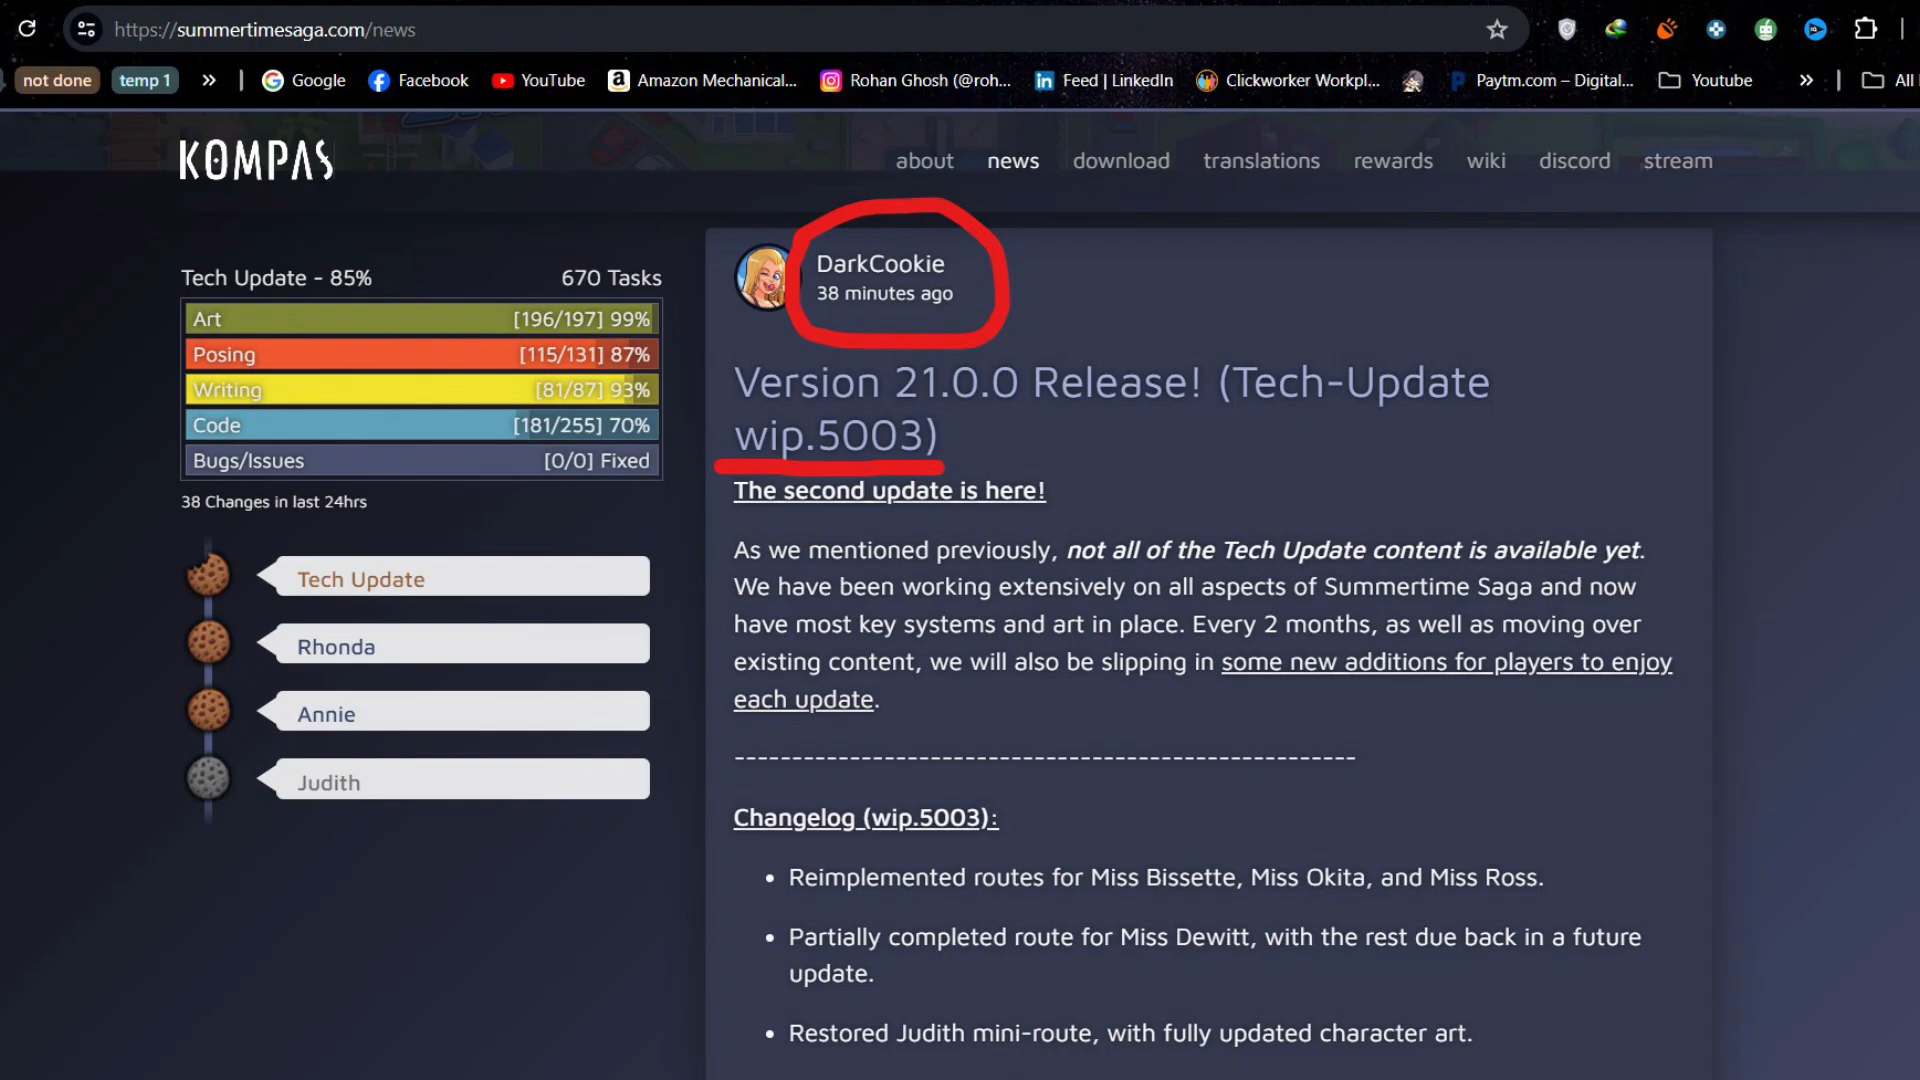 https://summertimesaga.com/news
not done
temp 1
Google
Facebook
YouTube
Amazon Mechanical...
Rohan Ghosh (@roh...
Feed | LinkedIn
Clickworker Workpl...
Paytm.com – Digital...
Youtube
All
KOMPAS
about
news
download
translations
rewards
wiki
discord
stream
Tech Update - 85%
670 Tasks
Art [196/197] 99%
Posing [115/131] 87%
Writing [81/87] 93%
Code [181/255] 70%
Bugs/Issues [0/0] Fixed
38 Changes in last 24hrs
Tech Update
Rhonda
Annie
Judith
DarkCookie
38 minutes ago
Version 21.0.0 Release! (Tech-Update
wip.5003)
The second update is here!
As we mentioned previously, not all of the Tech Update content is available yet.
We have been working extensively on all aspects of Summertime Saga and now
have most key systems and art in place. Every 2 months, as well as moving over
existing content, we will also be slipping in some new additions for players to enjoy
each update.
------------------------------------------------------
Changelog (wip.5003):
• Reimplemented routes for Miss Bissette, Miss Okita, and Miss Ross.
• Partially completed route for Miss Dewitt, with the rest due back in a future
update.
• Restored Judith mini-route, with fully updated character art.